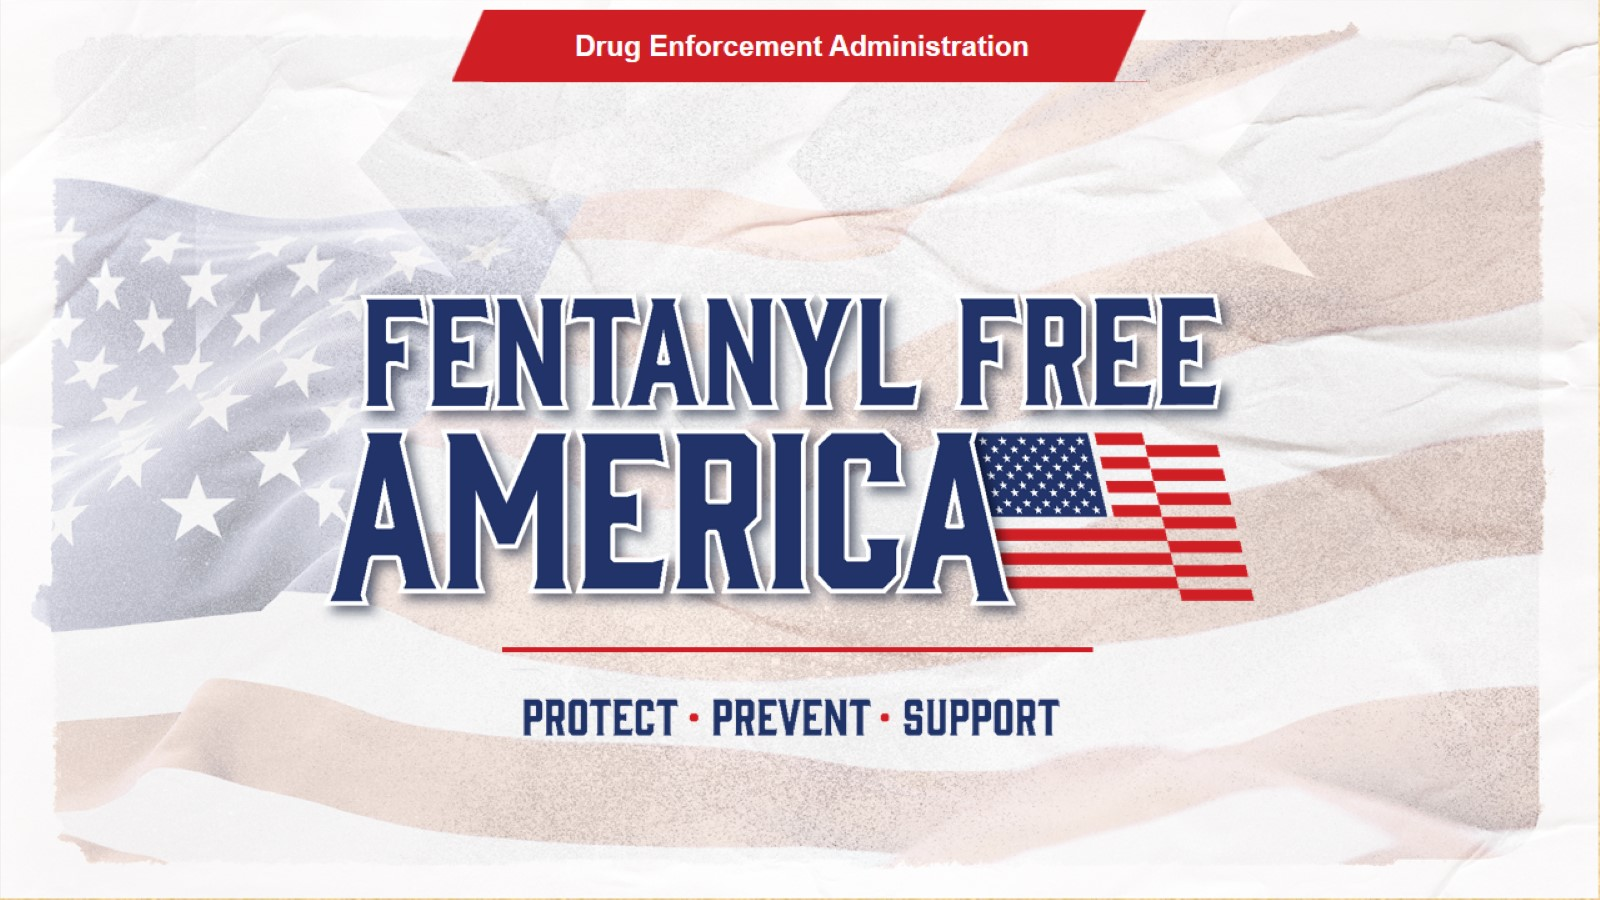 Drug Enforcement Administration
FENTANYL FREE
AMERICA
PROTECT • PREVENT • SUPPORT